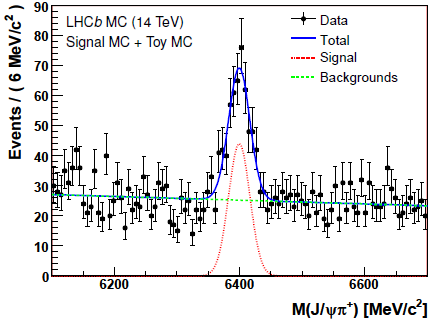 Events / ( 6 MeV/c² )
90
80
70
60
50
40
30
20
10
0
LHCb MC (14 TeV)
Signal MC + Toy MC
Data
Total
Signal
Backgrounds
6200
6400
6600
M(J/ψπ⁺) [MeV/c²]